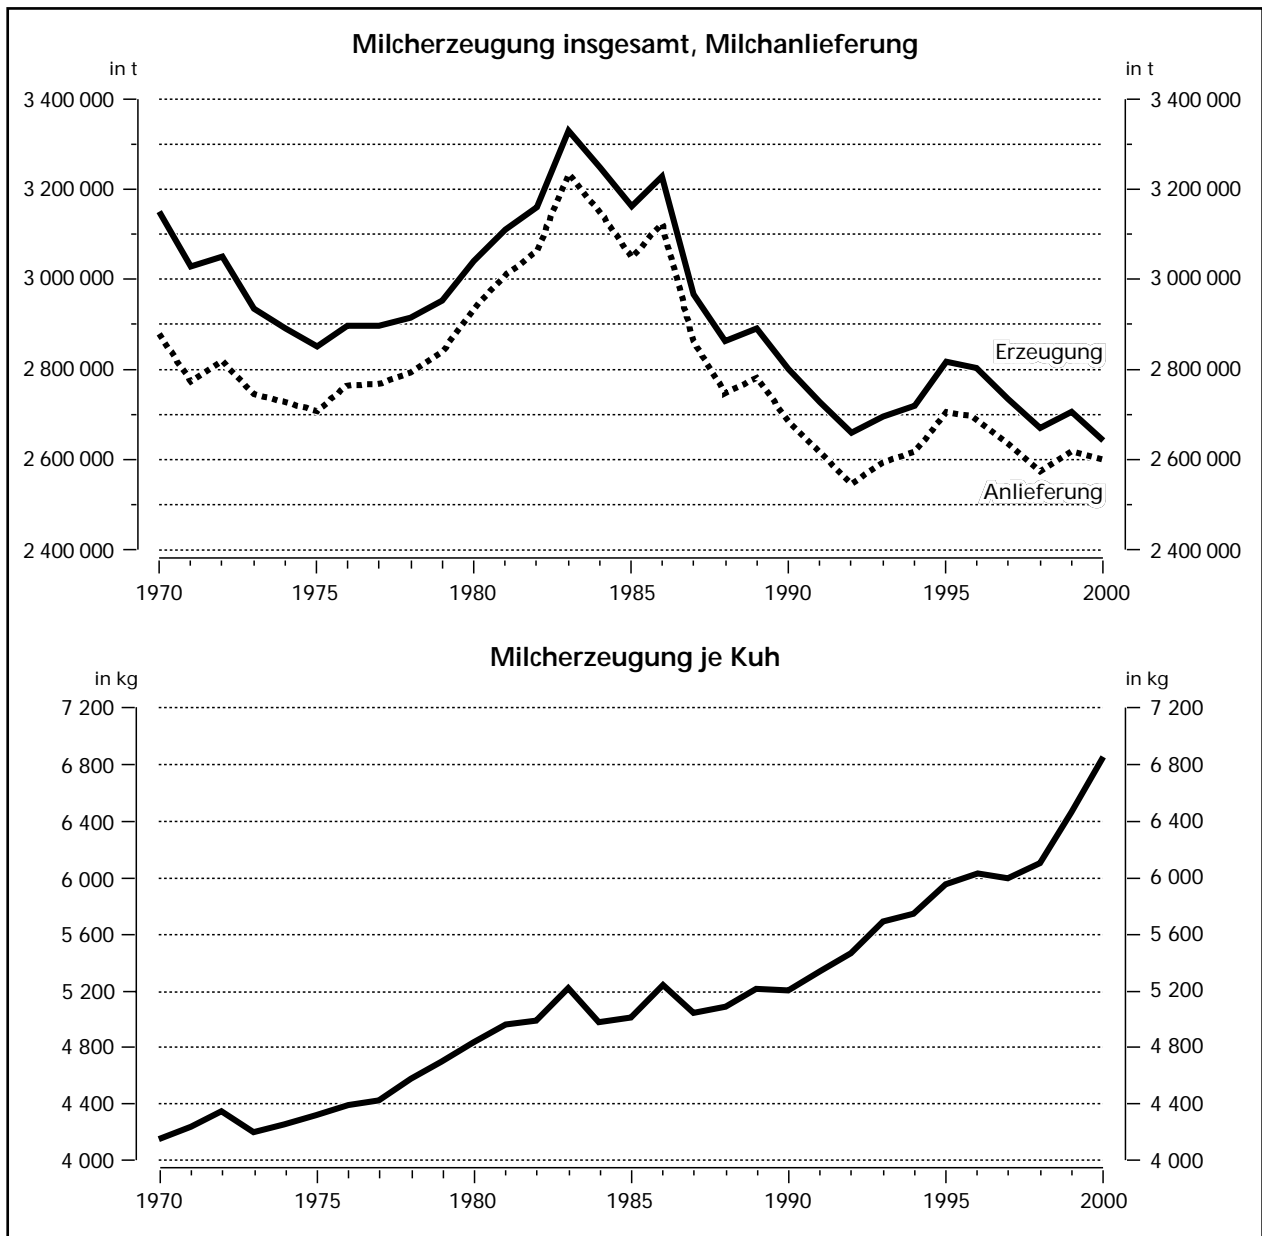 Milcherzeugung insgesamt, Milchanlieferung
in t in t
3 400 000 3 400 000
3 200 000 3 200 000
3 000 000 3 000 000
Erzeugung
2 800 000 2 800 000
2 600 000 2 600 000
Anlieferung
2 400 000 2 400 000
1970 1975 1980 1985 1990 1995 2000
Milcherzeugung je Kuh
in kg in kg
7 200 7 200
6 800 6 800
6 400 6 400
6 000 6 000
5 600 5 600
5 200 5 200
4 800 4 800
4 400 4 400
4 000 4 000
1970 1975 1980 1985 1990 1995 2000